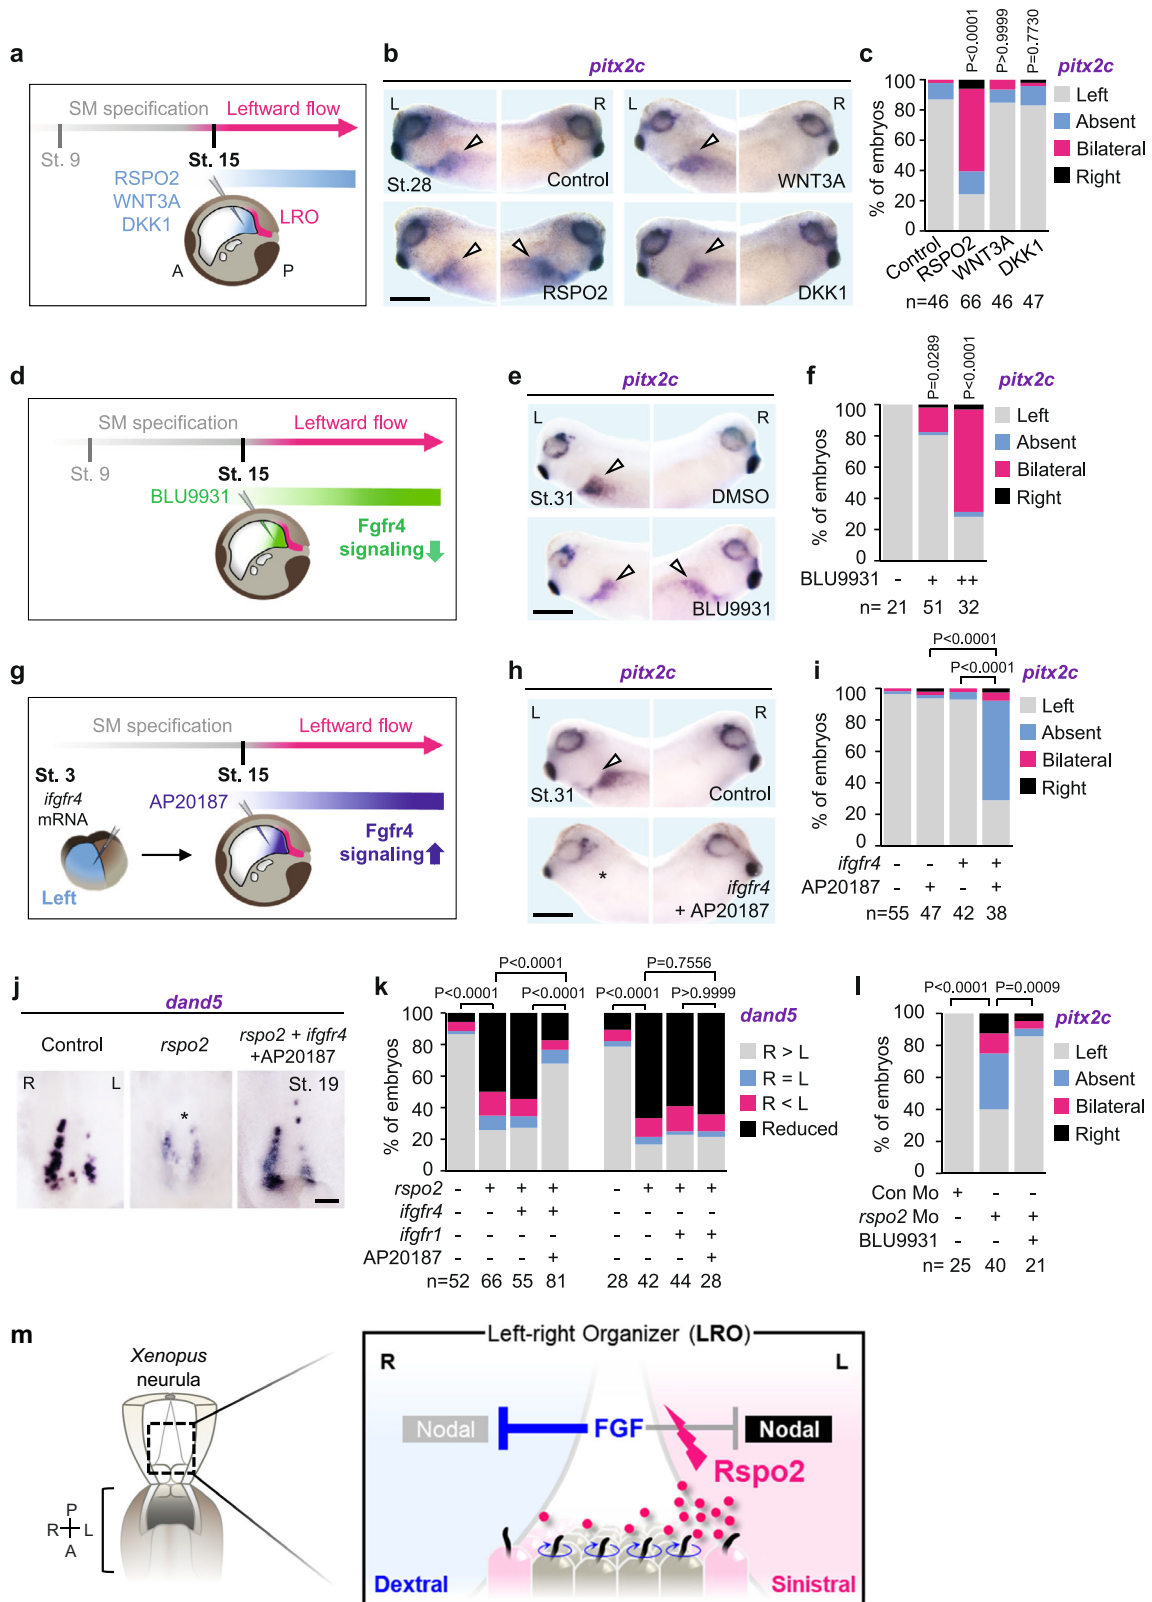 a
SM specification
Leftward flow
St. 9
St. 15
RSPO2
WNT3A
DKK1
LRO
A
P
b
pitx2c
L
R
St.28
Control
RSPO2
L
R
WNT3A
DKK1
c
P<0.0001
P>0.9999
P=0.7730
pitx2c
% of embryos
100
80
60
40
20
0
Left
Absent
Bilateral
Right
Control
RSPO2
WNT3A
DKK1
n=46 66 46 47
d
SM specification
Leftward flow
St. 9
St. 15
BLU9931
Fgfr4
signaling
e
pitx2c
L
R
St.31
DMSO
BLU9931
f
P=0.0289
P<0.0001
pitx2c
% of embryos
100
80
60
40
20
0
Left
Absent
Bilateral
Right
BLU9931 - + ++
n= 21 51 32
g
SM specification
Leftward flow
St. 3
St. 15
ifgfr4
mRNA
AP20187
Left
Fgfr4
signaling
h
pitx2c
L
R
St.31
Control
*
ifgfr4
+ AP20187
i
P<0.0001
P<0.0001
pitx2c
% of embryos
100
80
60
40
20
0
Left
Absent
Bilateral
Right
ifgfr4 - - + +
AP20187 - + - +
n=55 47 42 38
j
dand5
Control
rspo2
rspo2 + ifgfr4
+AP20187
R
L
*
St. 19
k
P<0.0001
P<0.0001
P<0.0001
P=0.7556
P<0.0001
P>0.9999
dand5
% of embryos
100
80
60
40
20
0
R > L
R = L
R < L
Reduced
rspo2 - + + + - + + +
ifgfr4 - - + + - - - -
ifgfr1 - - - - - - + +
AP20187 - - - + - - - +
n=52 66 55 81 28 42 44 28
l
P<0.0001
P=0.0009
pitx2c
% of embryos
100
80
60
40
20
0
Left
Absent
Bilateral
Right
Con Mo + - -
rspo2 Mo - + +
BLU9931 - - +
n= 25 40 21
m
Xenopus
neurula
P
R L
A
Left-right Organizer (LRO)
R
L
Nodal
FGF
Nodal
Rspo2
Dextral
Sinistral